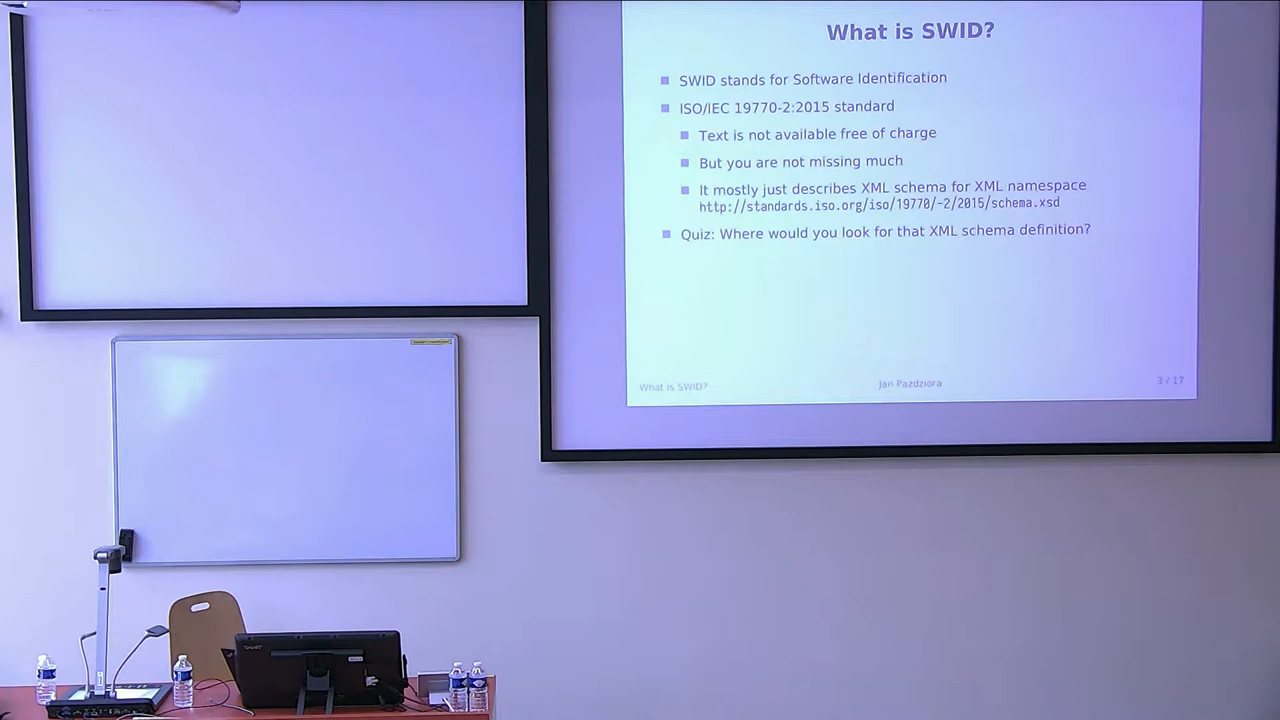 What is SWID?
SWID stands for Software Identification
ISO/IEC 19770-2:2015 standard
Text is not available free of charge
But you are not missing much
It mostly just describes XML schema for XML namespace
http://standards.iso.org/iso/19770/-2/2015/schema.xsd
Quiz: Where would you look for that XML schema definition?
What is SWID?
Jan Pazdziora
3 / 17